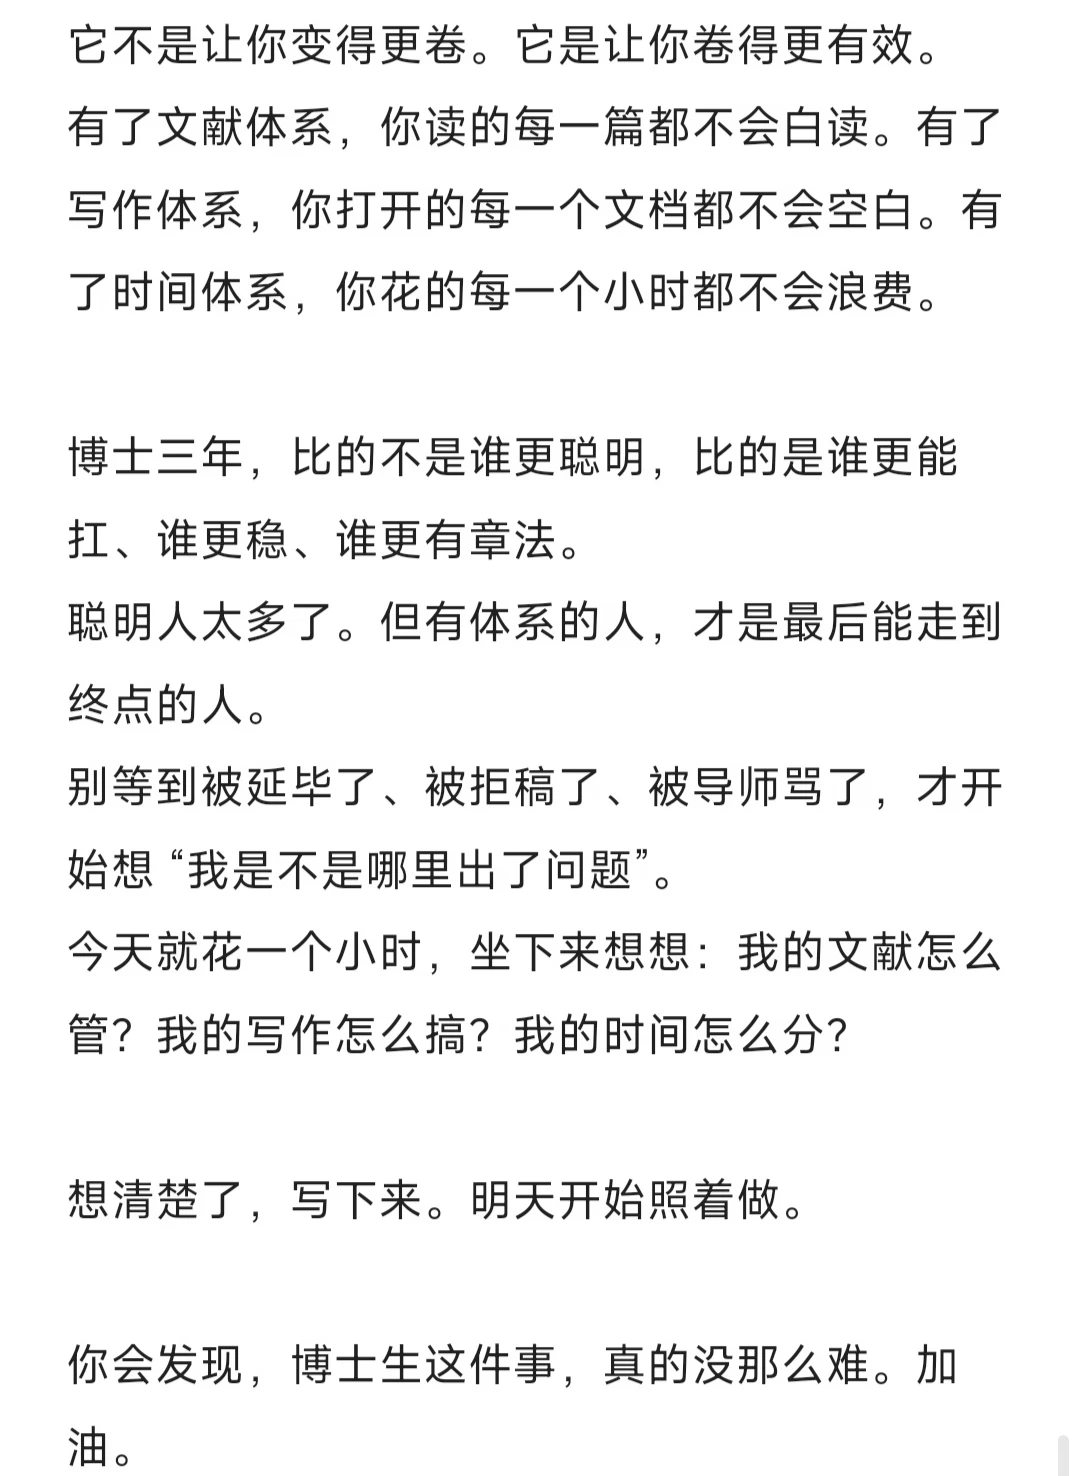 它不是让你变得更卷。它是让你卷得更有效。
有了文献体系，你读的每一篇都不会白读。有了
写作体系，你打开的每一个文档都不会空白。有
了时间体系，你花的每一个小时都不会浪费。
博士三年，比的不是谁更聪明，比的是谁更能
扛、谁更稳、谁更有章法。
聪明人太多了。但有体系的人，才是最后能走到
终点的人。
别等到被延毕了、被拒稿了、被导师骂了，才开
始想“我是不是哪里出了问题”。
今天就花一个小时，坐下来想想：我的文献怎么
管？我的写作怎么搞？我的时间怎么分？
想清楚了，写下来。明天开始照着做。
你会发现，博士生这件事，真的没那么难。加
油。